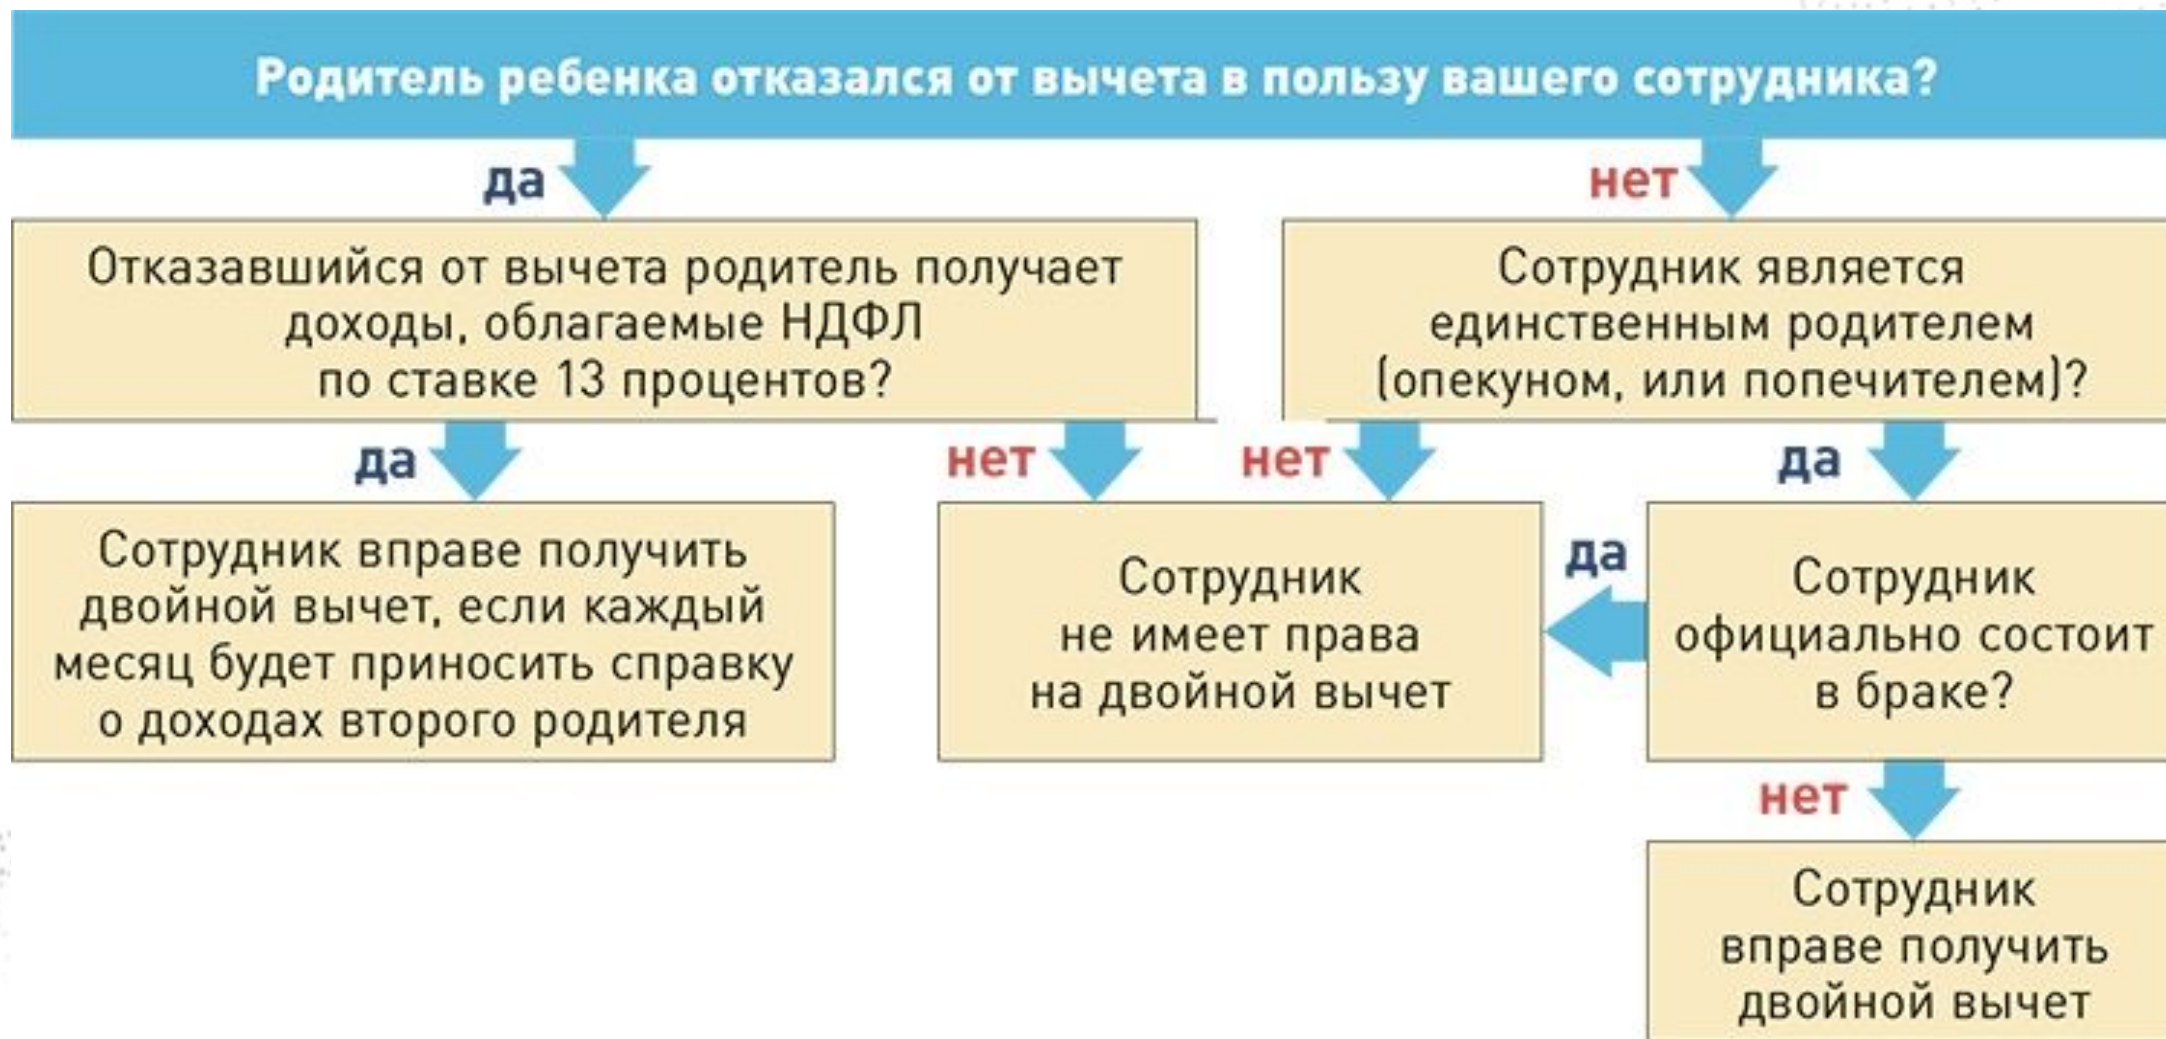 Родитель ребенка отказался от вычета в пользу вашего сотрудника?
да
нет
Отказавшийся от вычета родитель получает
доходы, облагаемые НДФЛ
по ставке 13 процентов?
Сотрудник является
единственным родителем
(опекуном, или попечителем)?
да
нет
нет
да
Сотрудник вправе получить
двойной вычет, если каждый
месяц будет приносить справку
о доходах второго родителя
Сотрудник
не имеет права
на двойной вычет
да
Сотрудник
официально состоит
в браке?
нет
Сотрудник
вправе получить
двойной вычет